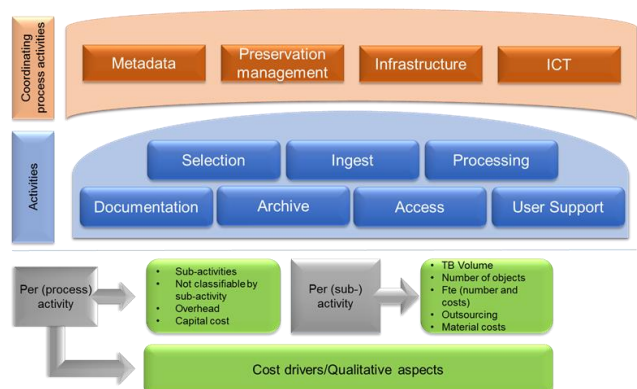 Coordinating
process activities
Metadata
Preservation
management
Infrastructure
ICT
Activities
Selection
Ingest
Processing
Documentation
Archive
Access
User Support
Per (process)
activity
• Sub-activities
• Not classifiable by
sub-activity
• Overhead
• Capital cost
Per (sub-)
activity
• TB Volume
• Number of objects
• Fte (number and
costs)
• Outsourcing
• Material costs
Cost drivers/Qualitative aspects